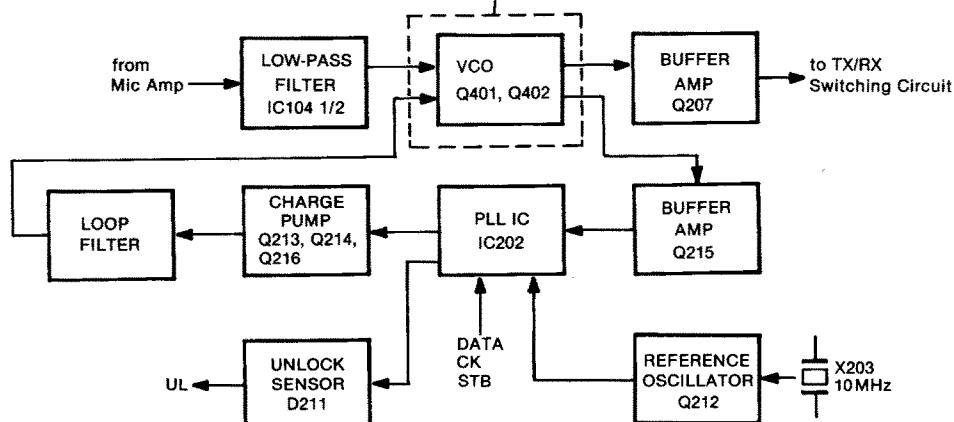 from
Mic Amp
LOW-PASS
FILTER
IC104 1/2
VCO
Q401, Q402
BUFFER
AMP
Q207
to TX/RX
Switching Circuit
LOOP
FILTER
CHARGE
PUMP
Q213, Q214,
Q216
PLL IC
IC202
BUFFER
AMP
Q215
UL
UNLOCK
SENSOR
D211
DATA
CK
STB
REFERENCE
OSCILLATOR
Q212
X203
10MHz